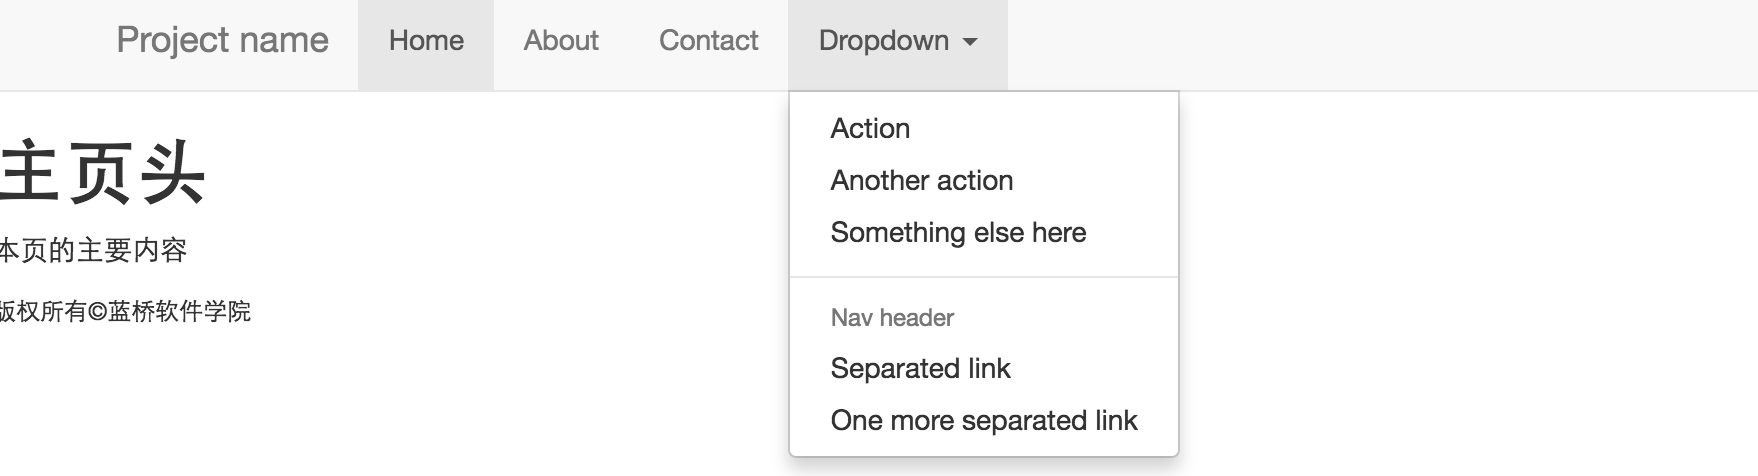 Project name Home About Contact Dropdown
Action
Another action
Something else here
Nav header
Separated link
One more separated link
主页头
本页的主要内容
版权所有©蓝桥软件学院